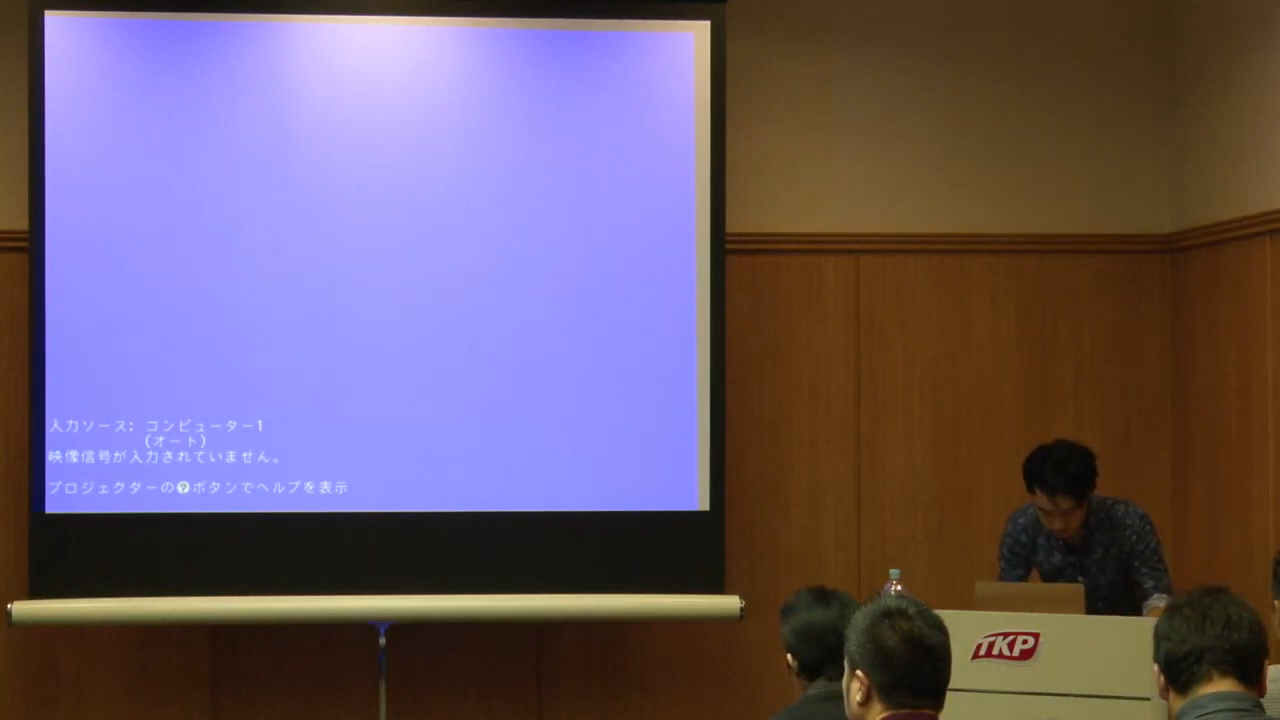 入力ソース: コンピューター1
(オート)
映像信号が入力されていません。
プロジェクターの?ボタンでヘルプを表示
TKP